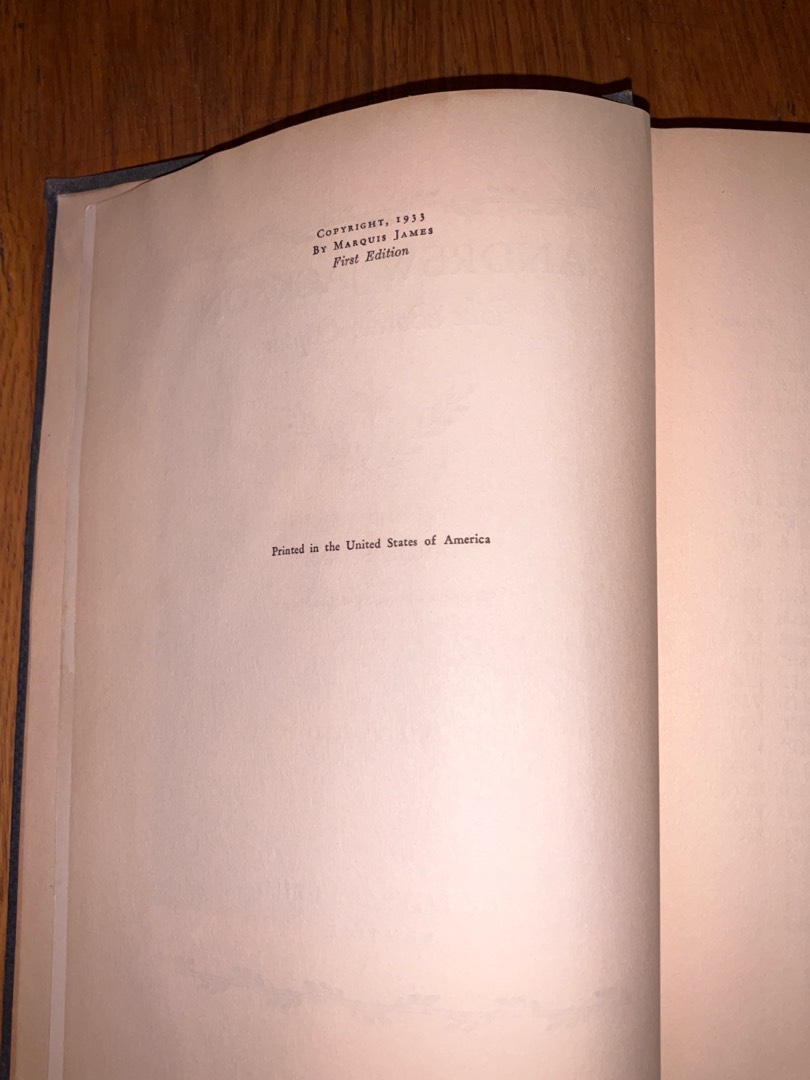 Copyright, 1933
By Marquis James
First Edition
Printed in the United States of America